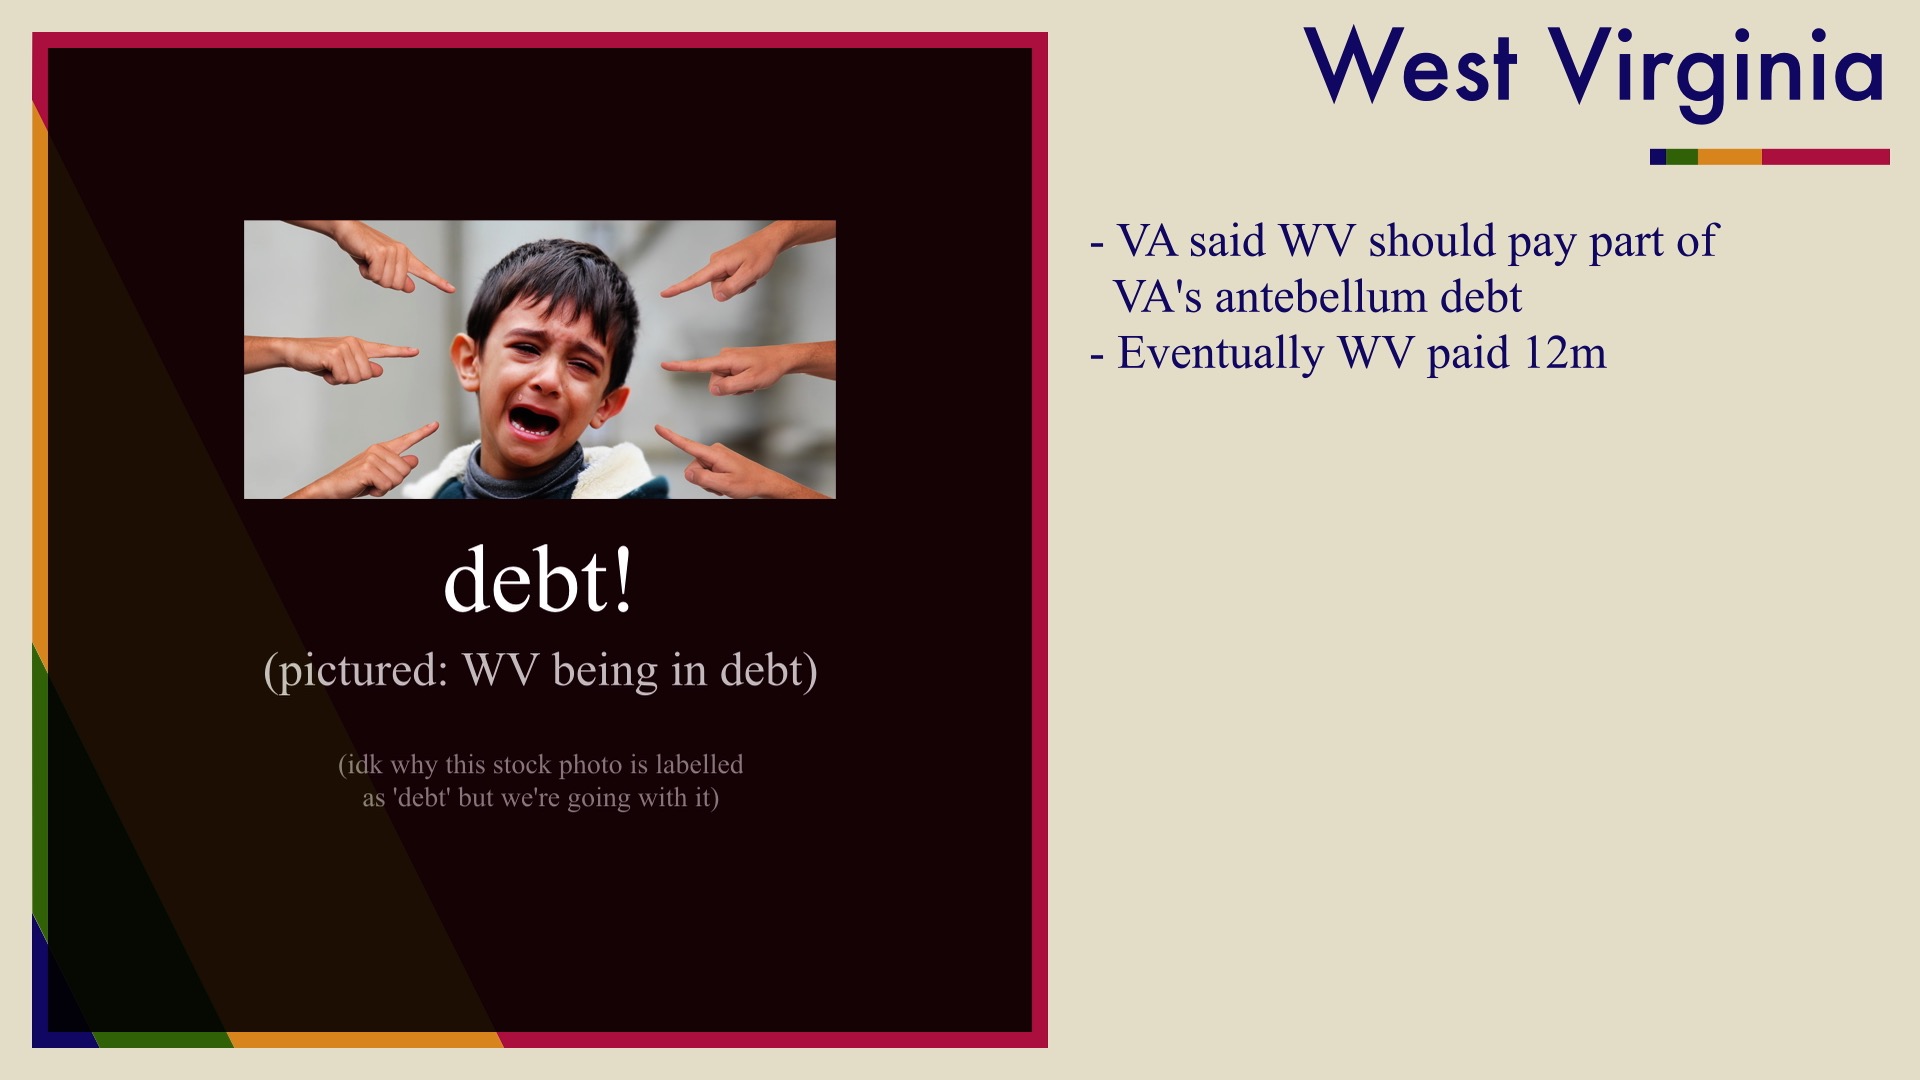 West Virginia
- VA said WV should pay part of
VA's antebellum debt
- Eventually WV paid 12m
debt!
(pictured: WV being in debt)
(idk why this stock photo is labelled
as 'debt' but we're going with it)